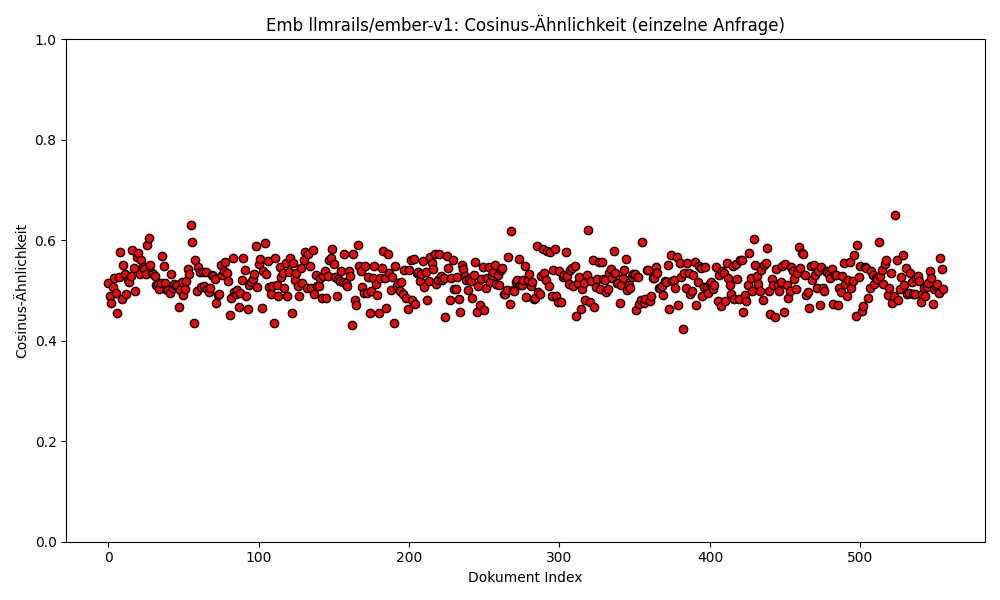 Emb llmrails/ember-v1: Cosinus-Ähnlichkeit (einzelne Anfrage)
1.0
0.8
0.6
0.4
0.2
0.0
Cosinus-Ähnlichkeit
0 100 200 300 400 500
Dokument Index